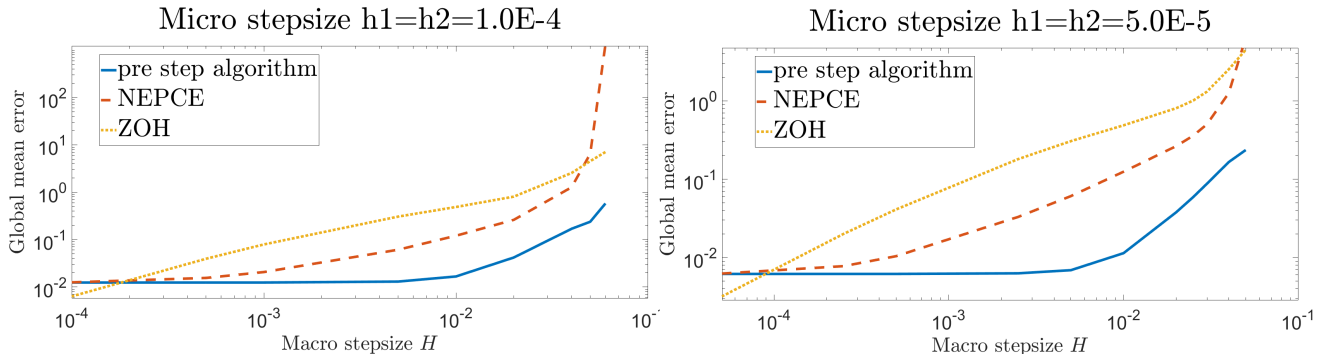 Micro stepsize h1=h2=1.0E-4
pre step algorithm
NEPCE
ZOH
Global mean error
10^2
10^1
10^0
10^-1
10^-2
10^-4
10^-3
10^-2
Macro stepsize H
Micro stepsize h1=h2=5.0E-5
pre step algorithm
NEPCE
ZOH
Global mean error
10^0
10^-1
10^-2
10^-4
10^-3
10^-2
10^-1
Macro stepsize H